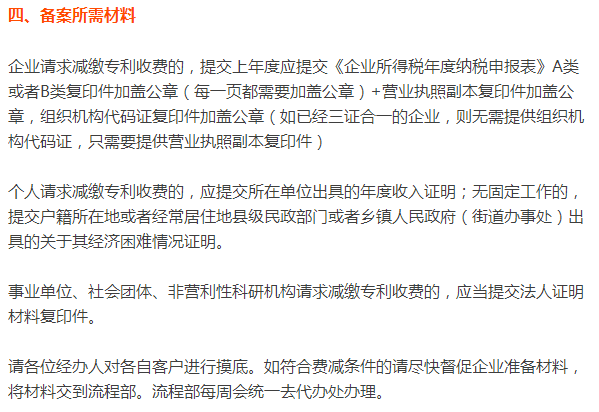 四、备案所需材料
企业请求减缴专利收费的，提交上年度应提交《企业所得税年度纳税申报表》A类
或者B类复印件加盖公章（每一页都需要加盖公章）+营业执照副本复印件加盖公
章，组织机构代码证复印件加盖公章（如已经三证合一的企业，则无需提供组织机
构代码证，只需要提供营业执照副本复印件）
个人请求减缴专利收费的，应提交所在单位出具的年度收入证明；无固定工作的，
提交户籍所在地或者经常居住地县级民政部门或者乡镇人民政府（街道办事处）出
具的关于其经济困难情况证明。
事业单位、社会团体、非营利性科研机构请求减缴专利收费的，应当提交法人证明
材料复印件。
请各位经办人对各自客户进行摸底。如符合费减条件的请尽快督促企业准备材料，
将材料交到流程部。流程部每周会统一去代办处办理。